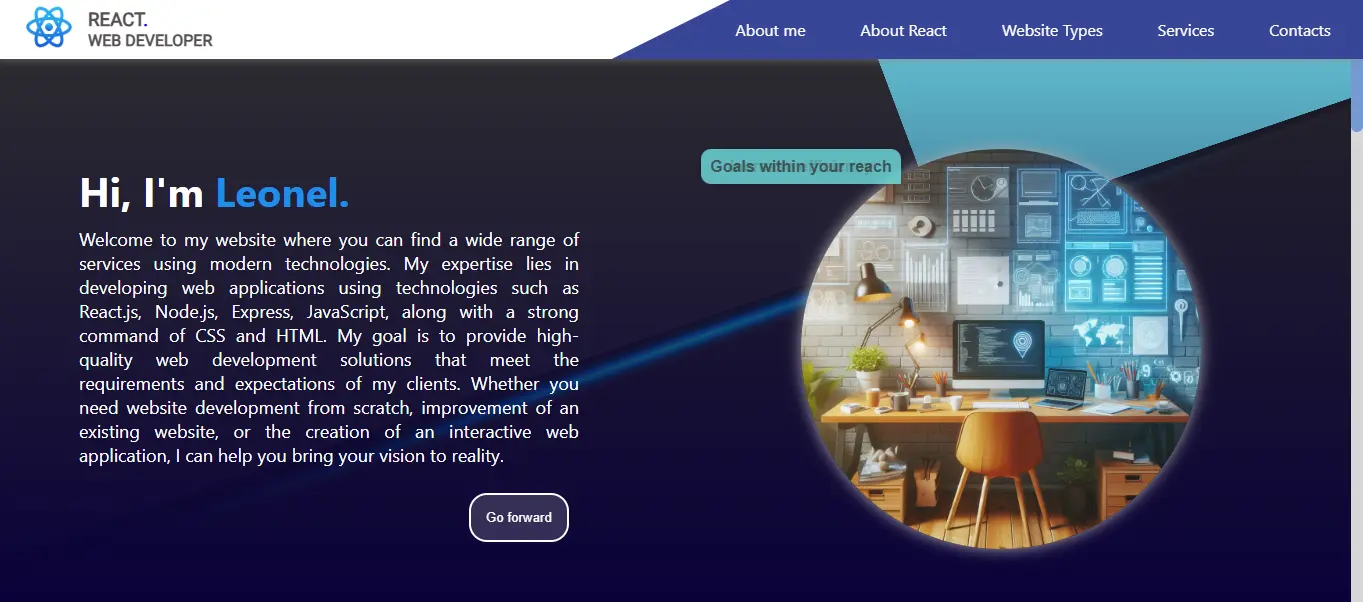 REACT.
WEB DEVELOPER
About me
About React
Website Types
Services
Contacts
Goals within your reach
Hi, I'm Leonel.
Welcome to my website where you can find a wide range of
services using modern technologies. My expertise lies in
developing web applications using technologies such as
React.js, Node.js, Express, JavaScript, along with a strong
command of CSS and HTML. My goal is to provide high-
quality web development solutions that meet the
requirements and expectations of my clients. Whether you
need website development from scratch, improvement of an
existing website, or the creation of an interactive web
application, I can help you bring your vision to reality.
Go forward